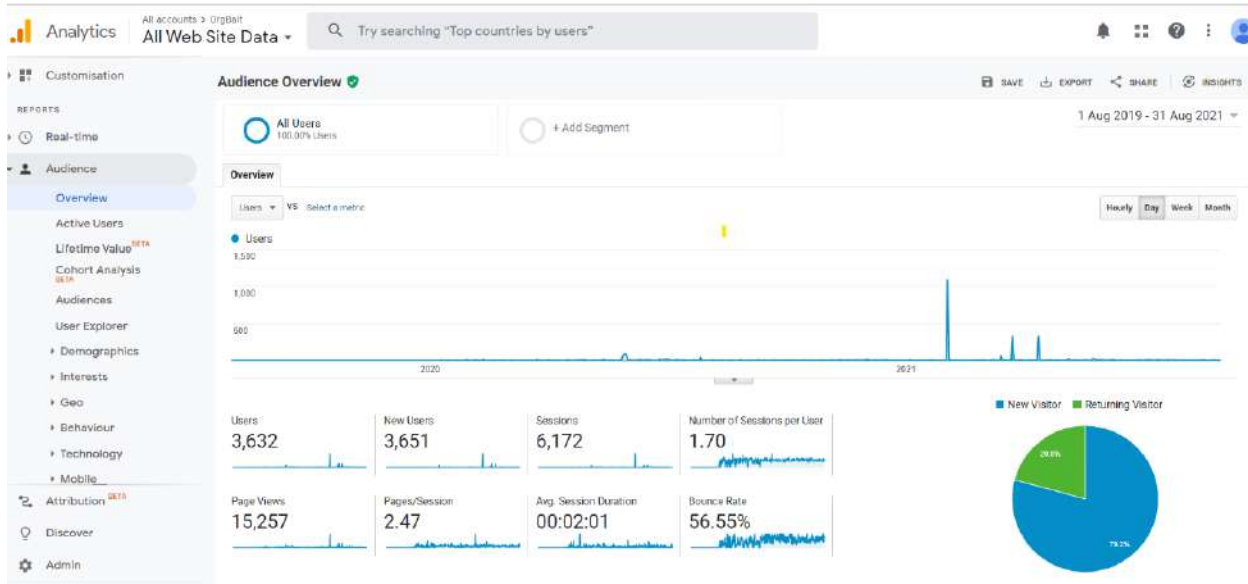 All accounts > OrgBait
Analytics
All Web Site Data
Try searching "Top countries by users"
Customisation
REPORTS
Real-time
Audience
Overview
Active Users
Lifetime Value BETA
Cohort Analysis
BETA
Audiences
User Explorer
Demographics
Interests
Geo
Behaviour
Technology
Mobile
Attribution BETA
Discover
Admin
Audience Overview
SAVE EXPORT SHARE INSIGHTS
All Users
100.00% Users
+ Add Segment
1 Aug 2019 - 31 Aug 2021
Overview
Users VS Select a metric
Hourly Day Week Month
Users
1,500
1,000
500
2020 2021
Users New Users Sessions Number of Sessions per User
3,632 3,651 6,172 1.70
Page Views Pages/Session Avg. Session Duration Bounce Rate
15,257 2.47 00:02:01 56.55%
New Visitor Returning Visitor